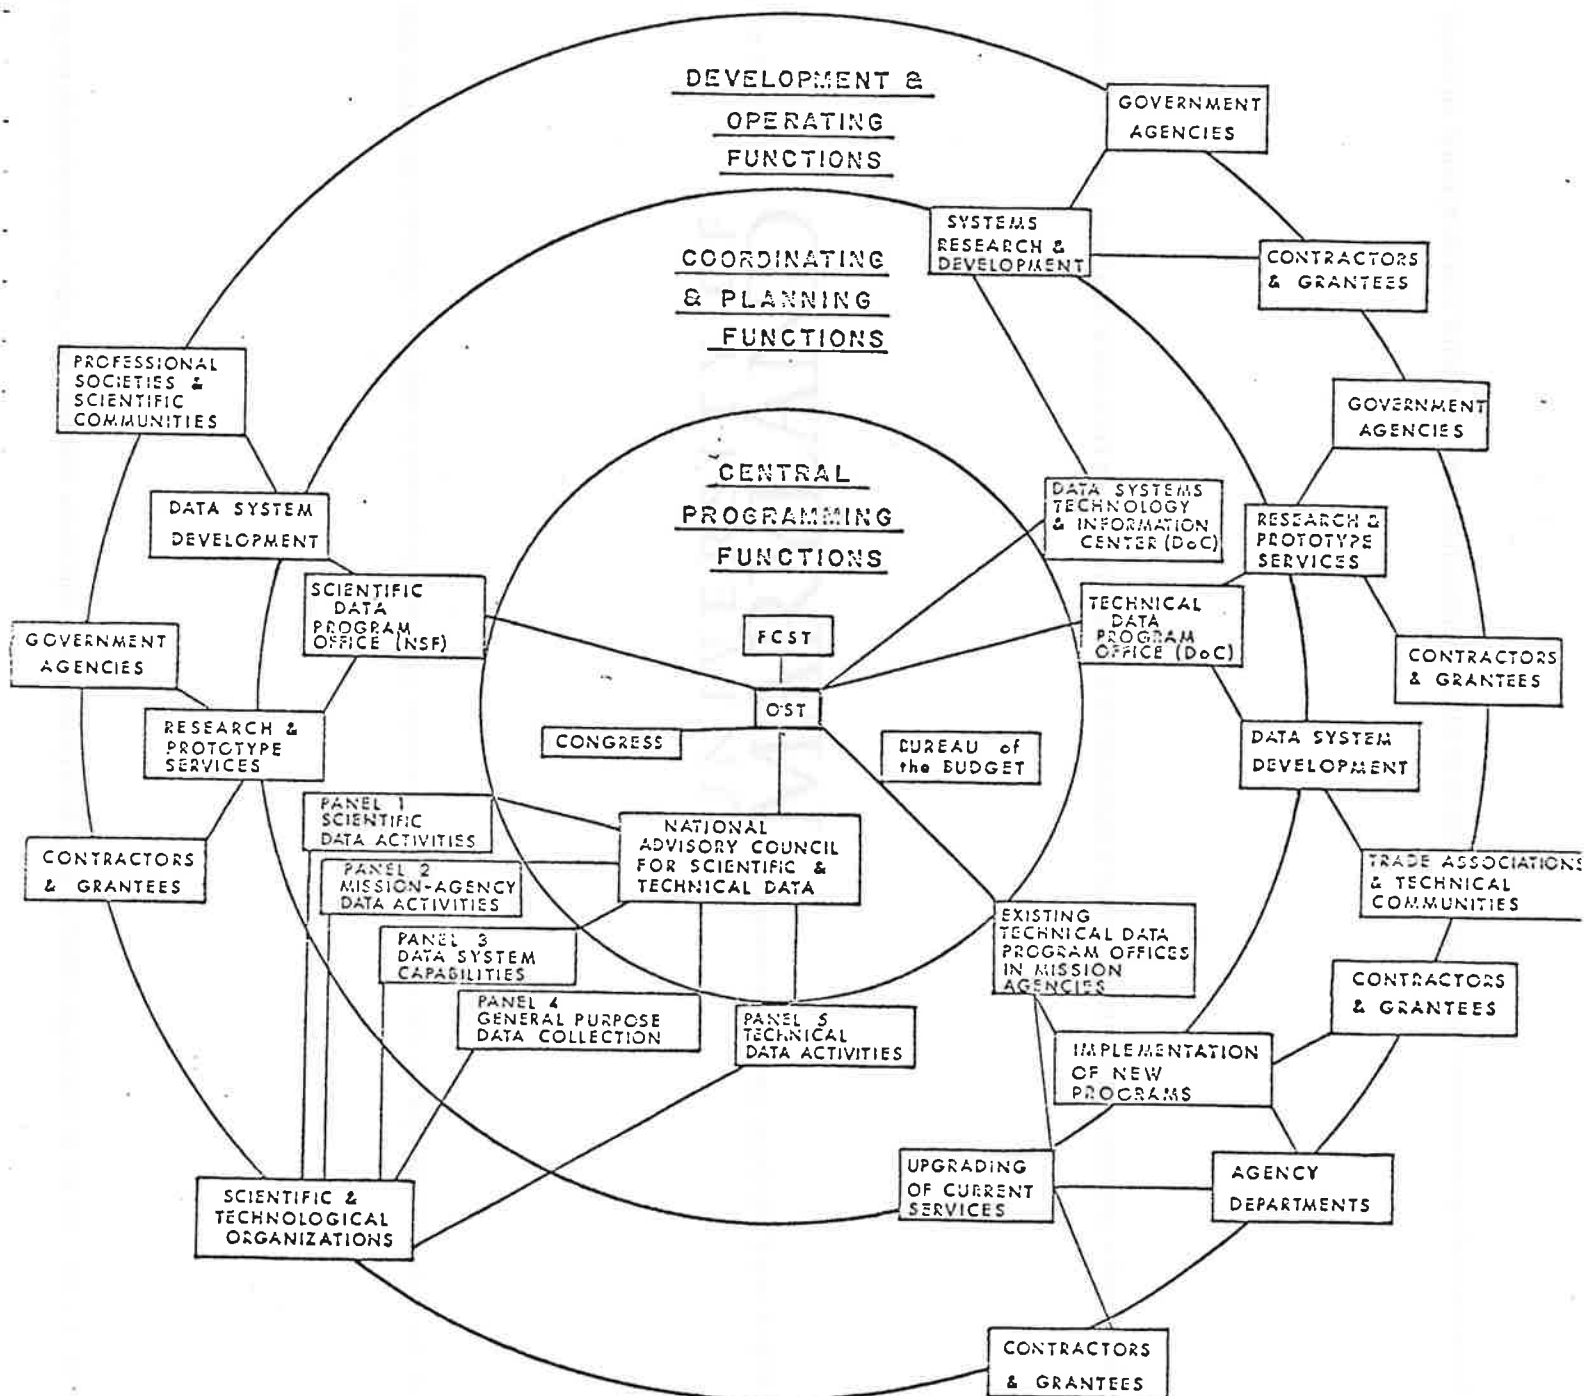 DEVELOPMENT &
OPERATING
FUNCTIONS
GOVERNMENT
AGENCIES
SYSTEMS
RESEARCH &
DEVELOPMENT
CONTRACTORS
& GRANTEES
COORDINATING
& PLANNING
FUNCTIONS
PROFESSIONAL
SOCIETIES &
SCIENTIFIC
COMMUNITIES
GOVERNMENT
AGENCIES
CENTRAL
PROGRAMMING
FUNCTIONS
DATA SYSTEMS
TECHNOLOGY
& INFORMATION
CENTER (DoC)
DATA SYSTEM
DEVELOPMENT
RESEARCH &
PROTOTYPE
SERVICES
SCIENTIFIC
DATA
PROGRAM
OFFICE (NSF)
TECHNICAL
DATA
PROGRAM
OFFICE (DoC)
FCST
GOVERNMENT
AGENCIES
CONTRACTORS
& GRANTEES
OST
RESEARCH &
PROTOTYPE
SERVICES
CONGRESS
BUREAU of
the BUDGET
DATA SYSTEM
DEVELOPMENT
PANEL 1
SCIENTIFIC
DATA ACTIVITIES
NATIONAL
ADVISORY COUNCIL
FOR SCIENTIFIC &
TECHNICAL DATA
CONTRACTORS
& GRANTEES
PANEL 2
MISSION-AGENCY
DATA ACTIVITIES
TRADE ASSOCIATIONS
& TECHNICAL
COMMUNITIES
EXISTING
TECHNICAL DATA
PROGRAM OFFICES
IN MISSION
AGENCIES
PANEL 3
DATA SYSTEM
CAPABILITIES
CONTRACTORS
& GRANTEES
PANEL 4
GENERAL PURPOSE
DATA COLLECTION
PANEL 5
TECHNICAL
DATA ACTIVITIES
IMPLEMENTATION
OF NEW
PROGRAMS
UPGRADING
OF CURRENT
SERVICES
AGENCY
DEPARTMENTS
SCIENTIFIC &
TECHNOLOGICAL
ORGANIZATIONS
CONTRACTORS
& GRANTEES